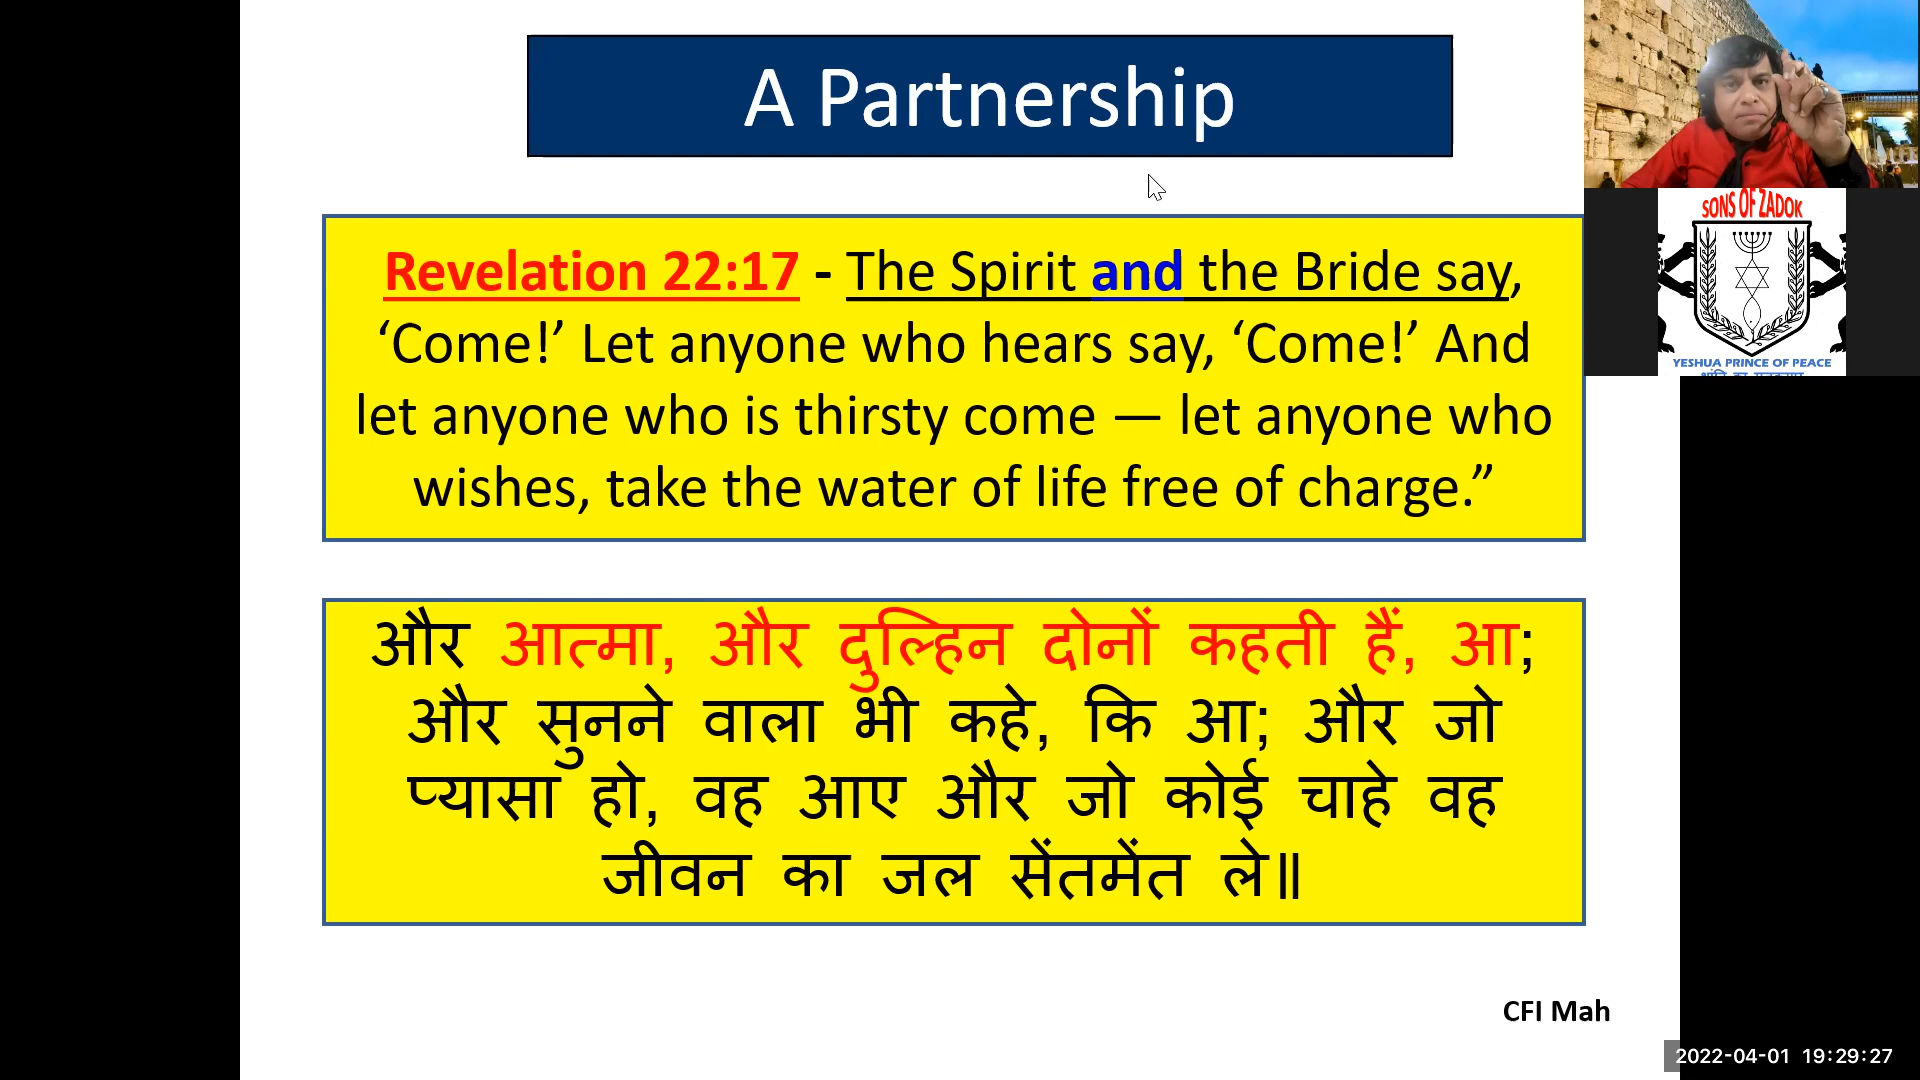 A Partnership
Revelation 22:17 - The Spirit and the Bride say,
‘Come!’ Let anyone who hears say, ‘Come!’ And
let anyone who is thirsty come — let anyone who
wishes, take the water of life free of charge.”
और आत्मा, और दुल्हिन दोनों कहती हैं, आ;
और सुनने वाला भी कहे, कि आ; और जो
प्यासा हो, वह आए और जो कोई चाहे वह
जीवन का जल सेंतमेंत ले॥
CFI Mah
SONS OF ZADOK
YESHUA PRINCE OF PEACE
2022-04-01 19:29:27